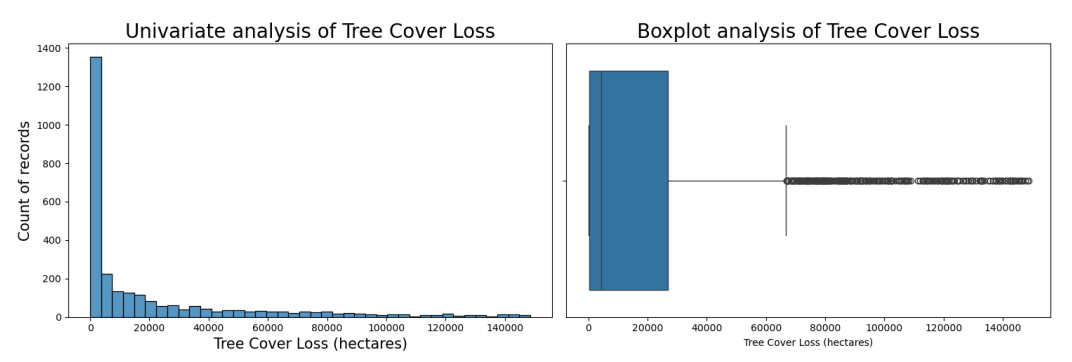 Univariate analysis of Tree Cover Loss
Count of records
1400
1200
1000
800
600
400
200
0
0 20000 40000 60000 80000 100000 120000 140000
Tree Cover Loss (hectares)
Boxplot analysis of Tree Cover Loss
0 20000 40000 60000 80000 100000 120000 140000
Tree Cover Loss (hectares)